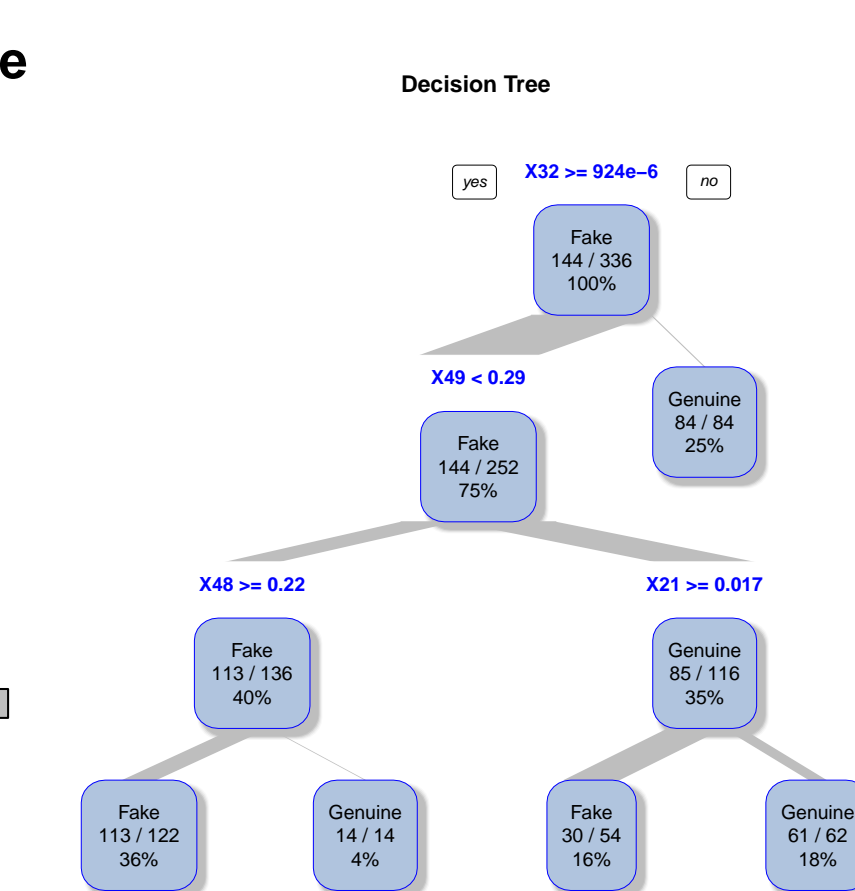 e
Decision Tree
yes
X32 >= 924e−6
no
Fake
144 / 336
100%
X49 < 0.29
Genuine
84 / 84
25%
Fake
144 / 252
75%
X48 >= 0.22
X21 >= 0.017
Fake
113 / 136
40%
Genuine
85 / 116
35%
Fake
113 / 122
36%
Genuine
14 / 14
4%
Fake
30 / 54
16%
Genuine
61 / 62
18%